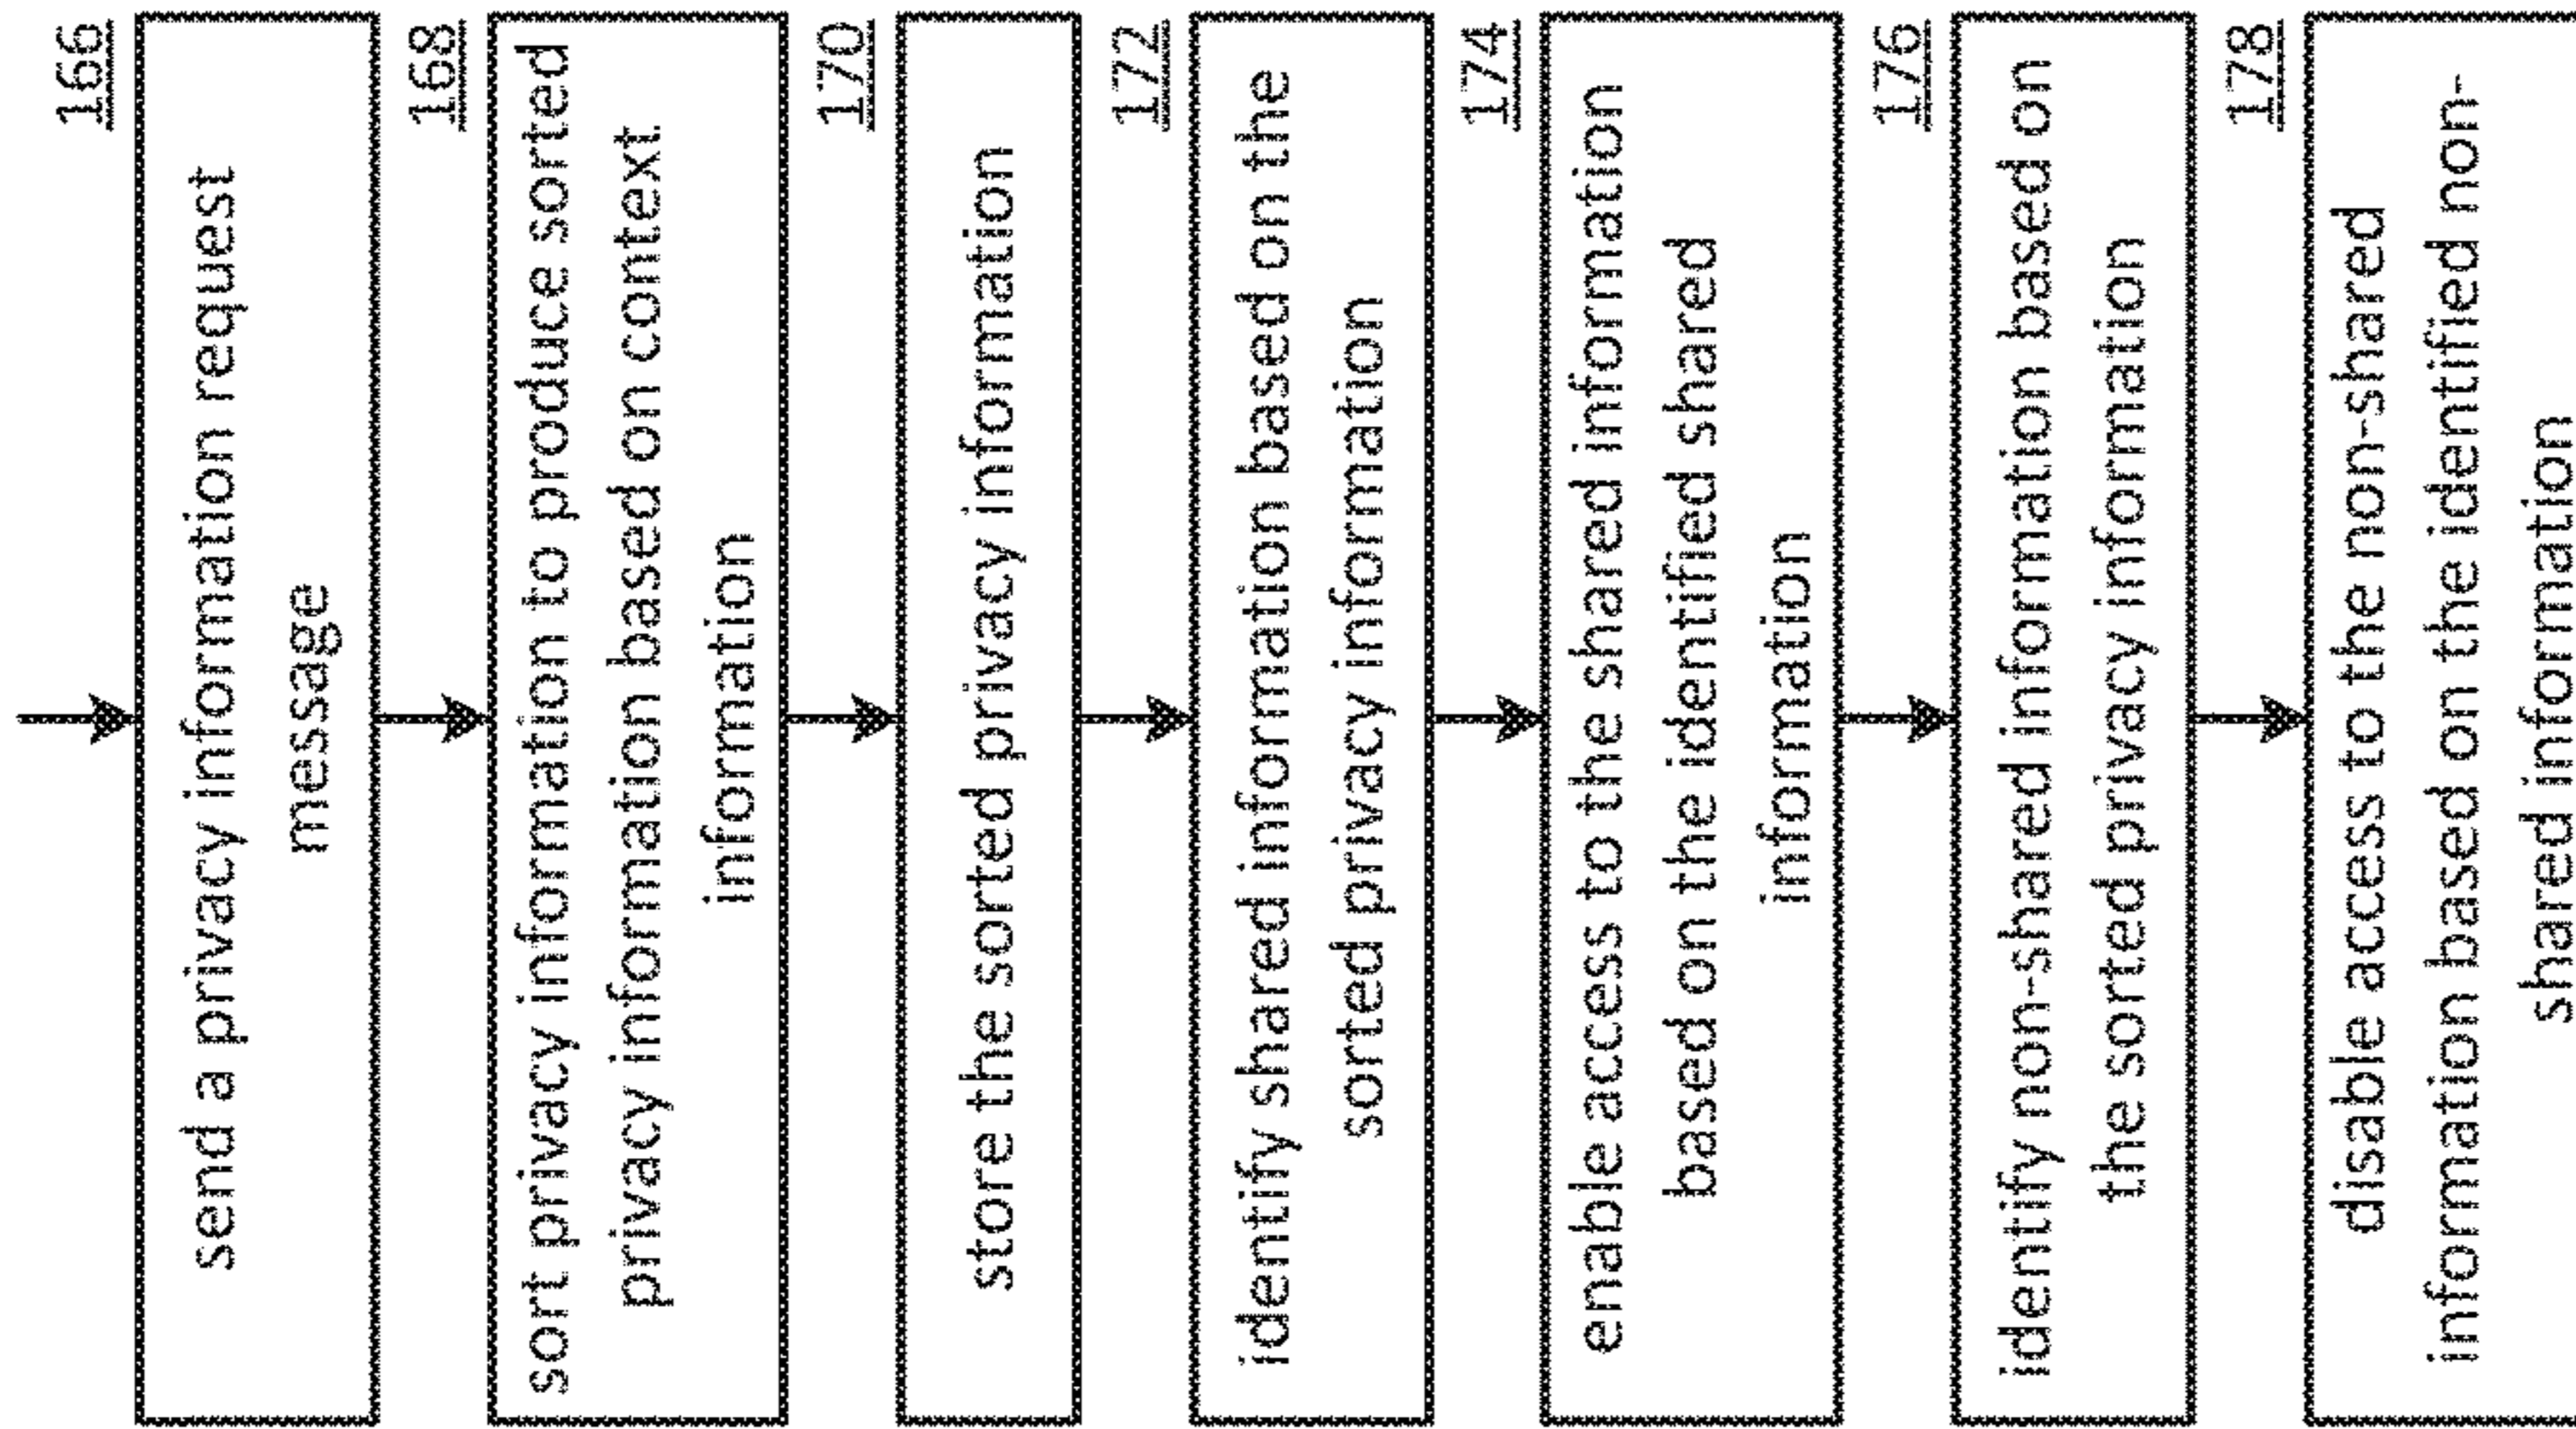 166
send a privacy information request
message
168
sort privacy information to produce sorted
privacy information based on context
information
170
store the sorted privacy information
172
identify shared information based on the
sorted privacy information
174
enable access to the shared information
based on the identified shared
information
176
identify non-shared information based on
the sorted privacy information
178
disable access to the non-shared
information based on the identified non-
shared information